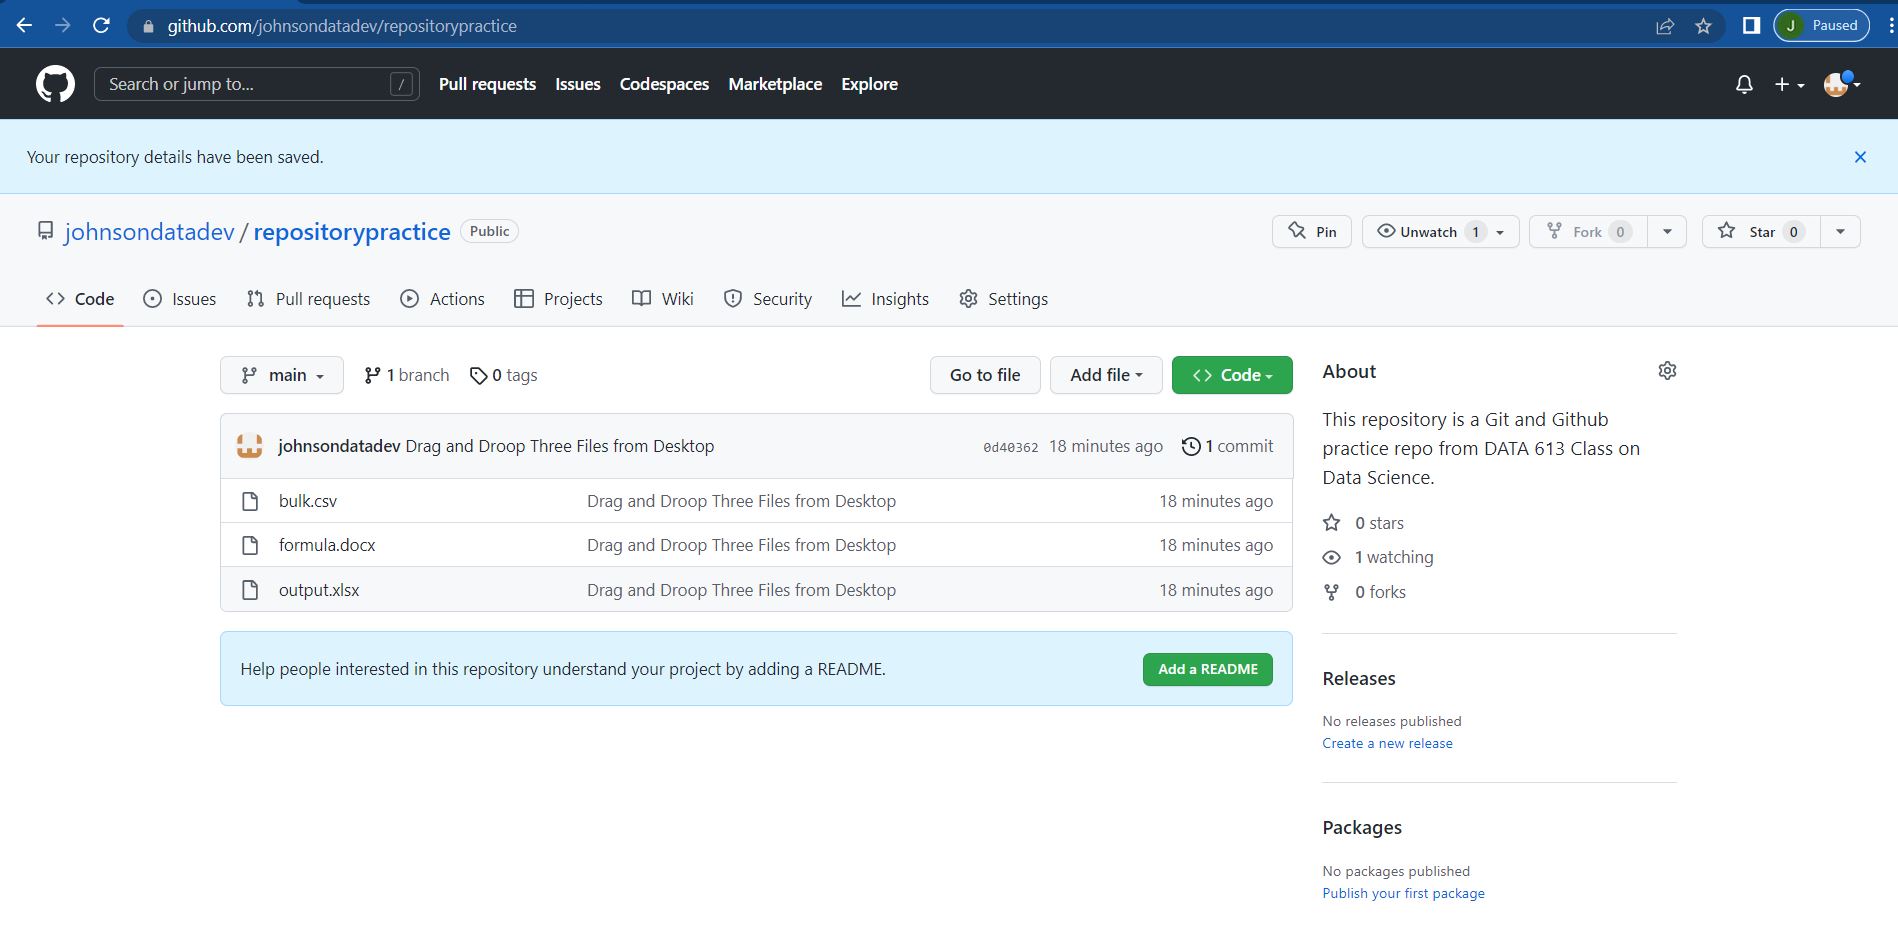 github.com/johnsondatadev/repositorypractice
J Paused
Search or jump to... /
Pull requests Issues Codespaces Marketplace Explore
Your repository details have been saved.
johnsondatadev / repositorypractice Public
Pin Unwatch 1 Fork 0 Star 0
Code Issues Pull requests Actions Projects Wiki Security Insights Settings
main 1 branch 0 tags Go to file Add file Code
johnsondatadev Drag and Droop Three Files from Desktop 0d40362 18 minutes ago 1 commit
bulk.csv Drag and Droop Three Files from Desktop 18 minutes ago
formula.docx Drag and Droop Three Files from Desktop 18 minutes ago
output.xlsx Drag and Droop Three Files from Desktop 18 minutes ago
Help people interested in this repository understand your project by adding a README. Add a README
About
This repository is a Git and Github
practice repo from DATA 613 Class on
Data Science.
0 stars
1 watching
0 forks
Releases
No releases published
Create a new release
Packages
No packages published
Publish your first package